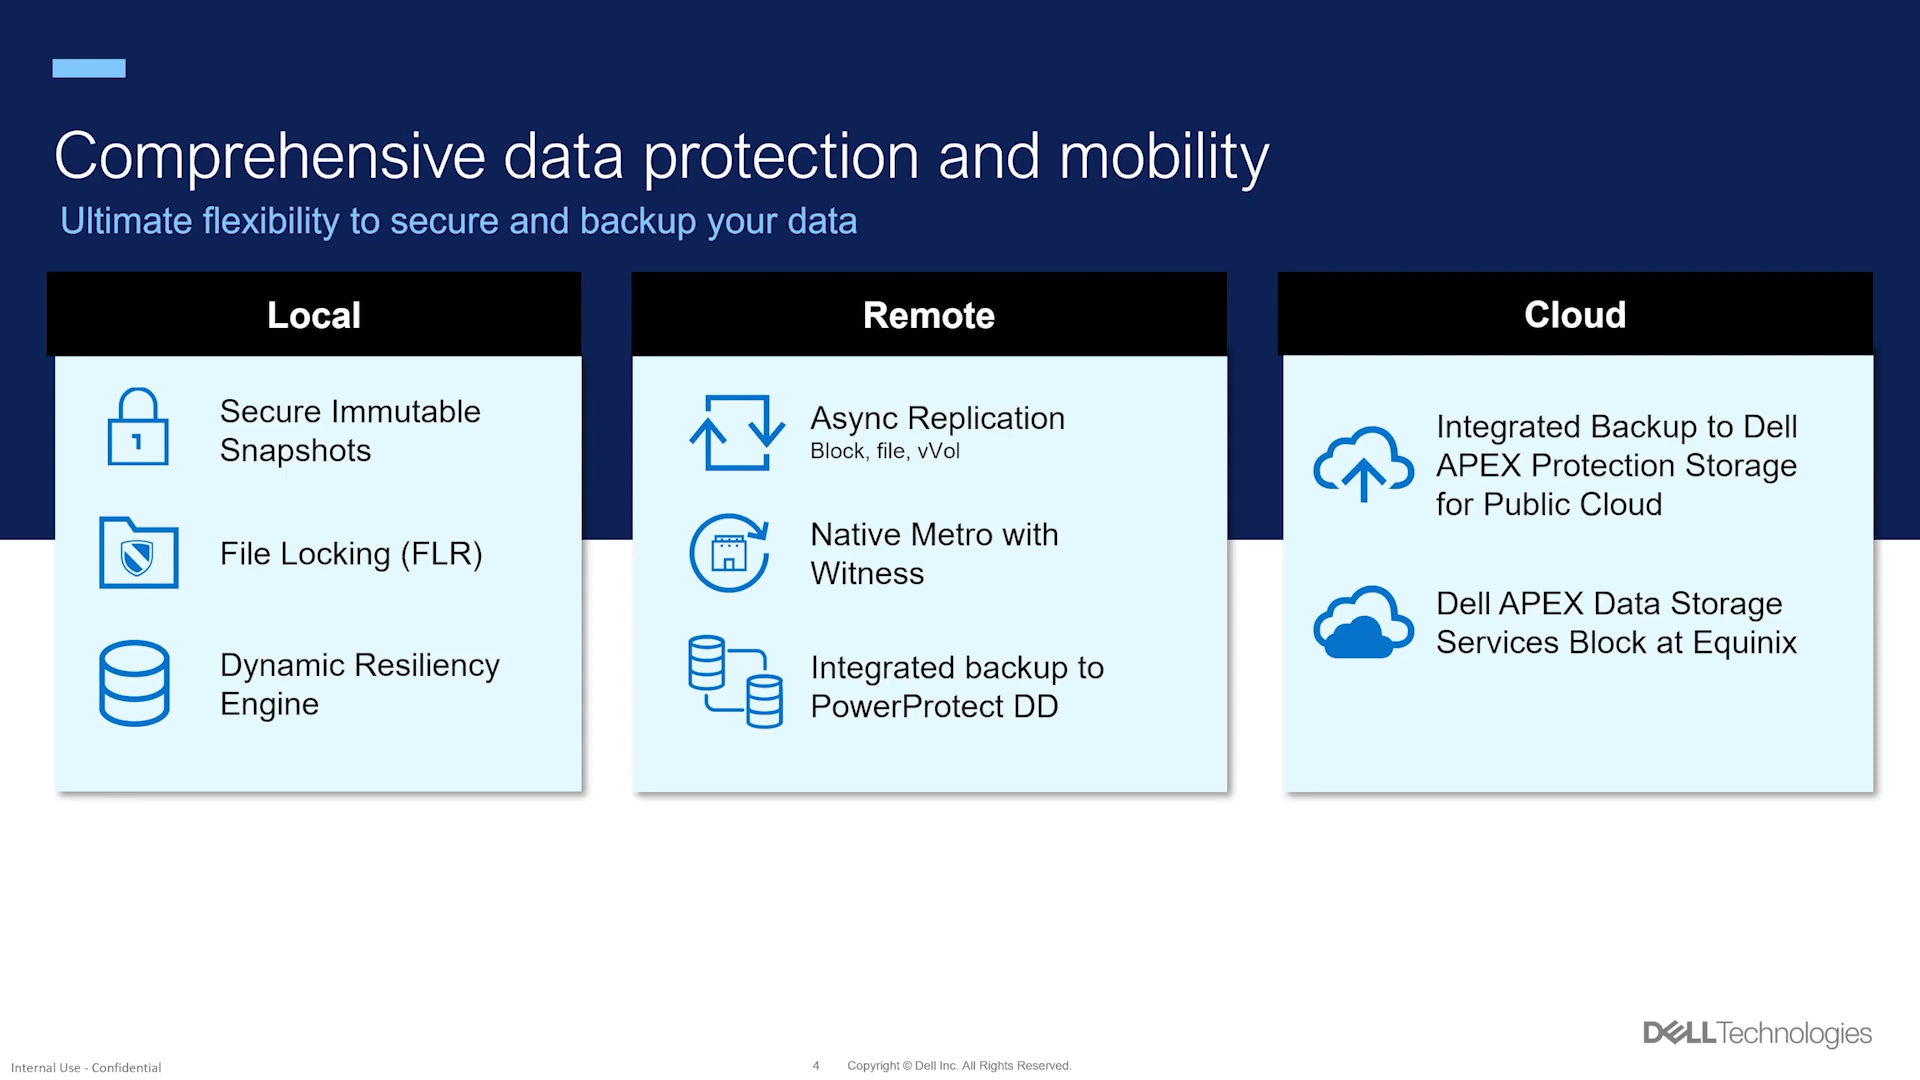 Comprehensive data protection and mobility
Ultimate flexibility to secure and backup your data
Local
Secure Immutable
Snapshots
File Locking (FLR)
Dynamic Resiliency
Engine
Remote
Async Replication
Block, file, vVol
Native Metro with
Witness
Integrated backup to
PowerProtect DD
Cloud
Integrated Backup to Dell
APEX Protection Storage
for Public Cloud
Dell APEX Data Storage
Services Block at Equinix
DELLTechnologies
Internal Use - Confidential
4 Copyright © Dell Inc. All Rights Reserved.